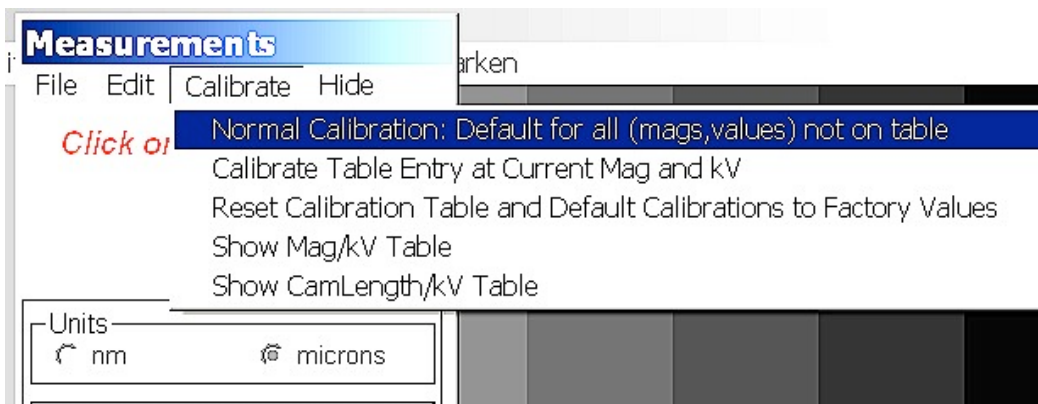 Measurements
arken
File Edit Calibrate Hide
Click or
Normal Calibration: Default for all (mags,values) not on table
Calibrate Table Entry at Current Mag and kV
Reset Calibration Table and Default Calibrations to Factory Values
Show Mag/kV Table
Show CamLength/kV Table
Units
nm microns